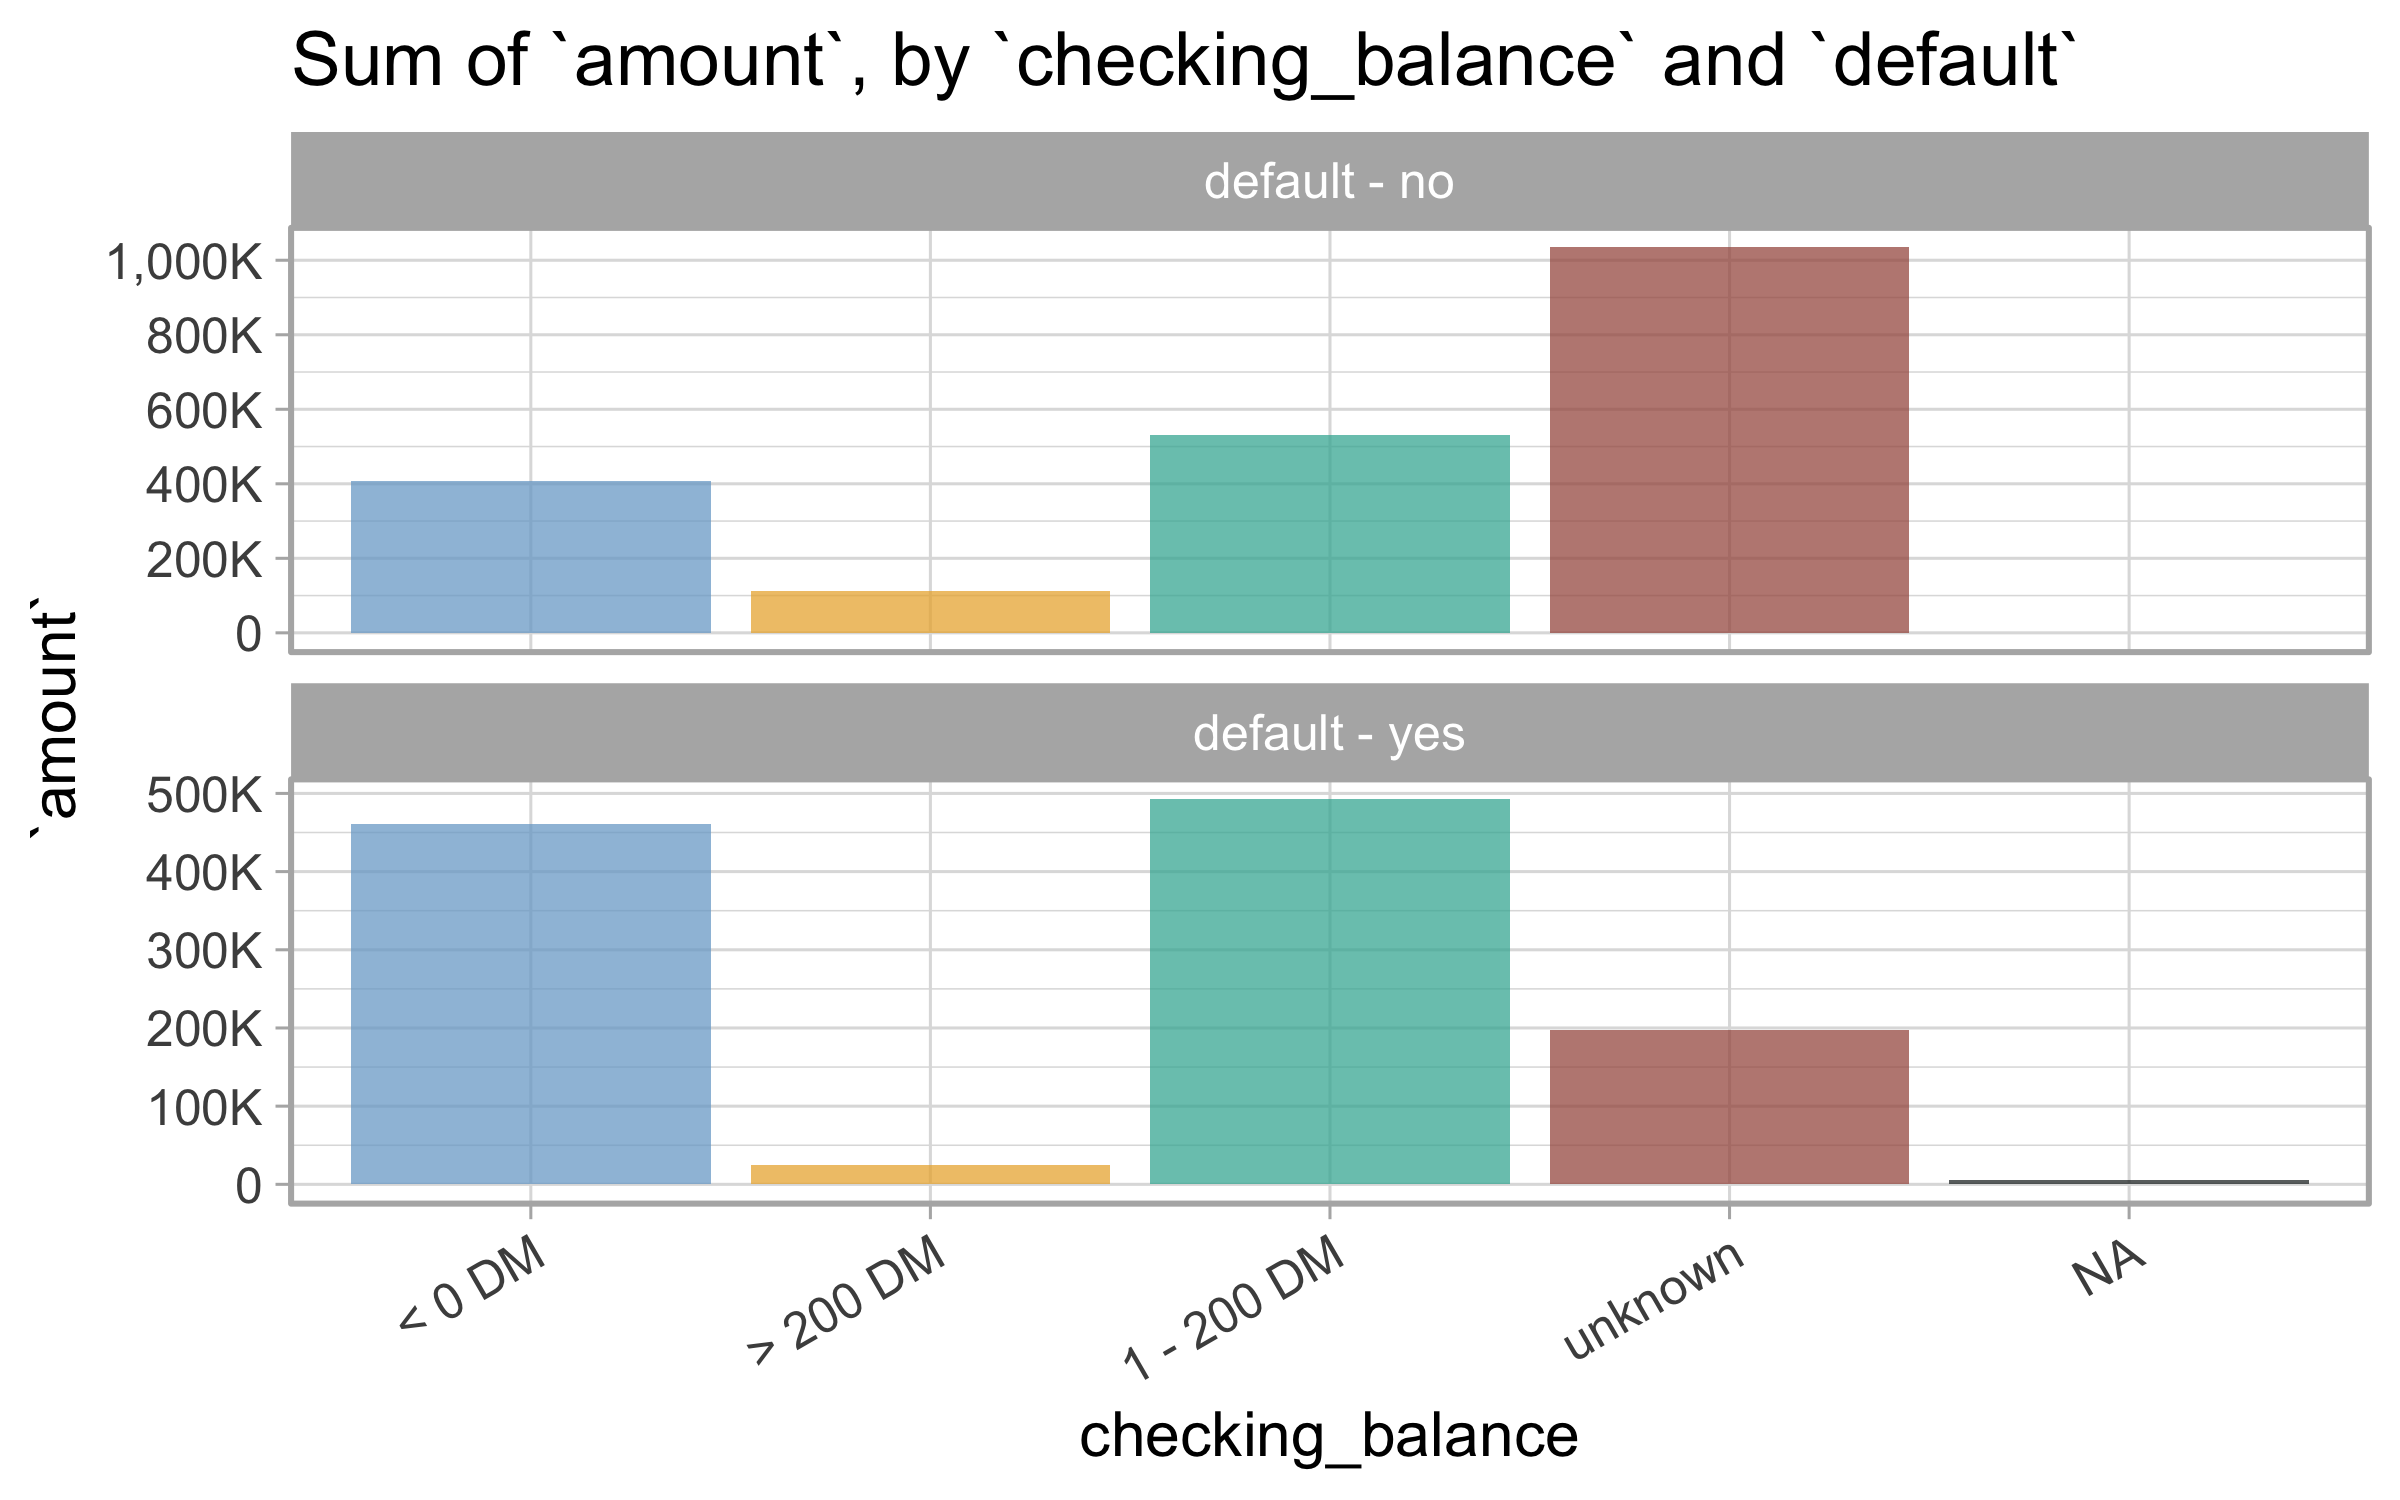 Sum of `amount`, by `checking_balance` and `default`
default - no
1,000K
800K
600K
400K
200K
0
`amount`
default - yes
500K
400K
300K
200K
100K
0
< 0 DM
> 200 DM
1 - 200 DM
unknown
NA
checking_balance